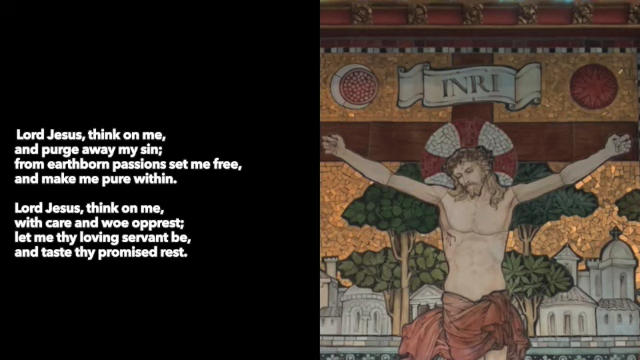 Lord Jesus, think on me,
and purge away my sin;
from earthborn passions set me free,
and make me pure within.
Lord Jesus, think on me,
with care and woe opprest;
let me thy loving servant be,
and taste thy promised rest.
INRI